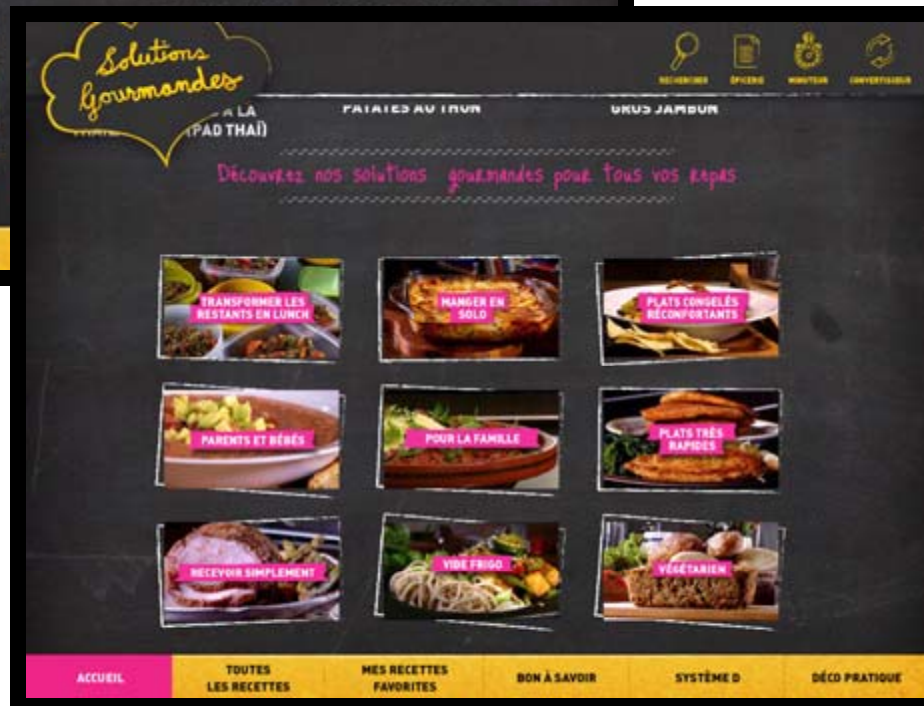 Solutions
Gourmandes
RECHERCHER
ÉPICERIE
MINUTEUR
CONVERTISSEUR
À LA
(PAD THAÏ)
PATATES AU THON
GROS JAMBON
Découvrez nos solutions gourmandes pour tous vos repas
TRANSFORMER LES
RESTANTS EN LUNCH
MANGER EN
SOLO
PLATS CONGELÉS
RÉCONFORTANTS
PARENTS ET BÉBÉS
POUR LA FAMILLE
PLATS TRÈS
RAPIDES
RECEVOIR SIMPLEMENT
VIDE FRIGO
VÉGÉTARIEN
ACCUEIL
TOUTES
LES RECETTES
MES RECETTES
FAVORITES
BON À SAVOIR
SYSTÈME D
DÉCO PRATIQUE